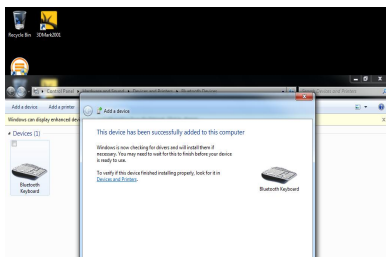 Recycle Bin
3DMark2001
Control Panel ▸ Hardware and Sound ▸ Devices and Printers ▸ Bluetooth Devices
Add a device
Add a printer
Windows can display enhanced
Devices (1)
Bluetooth
Keyboard
Add a device
This device has been successfully added to this computer
Windows is now checking for drivers and will install them if
necessary. You may need to wait for this to finish before your device
is ready to use.
To verify if this device finished installing properly, look for it in
Devices and Printers.
Bluetooth Keyboard